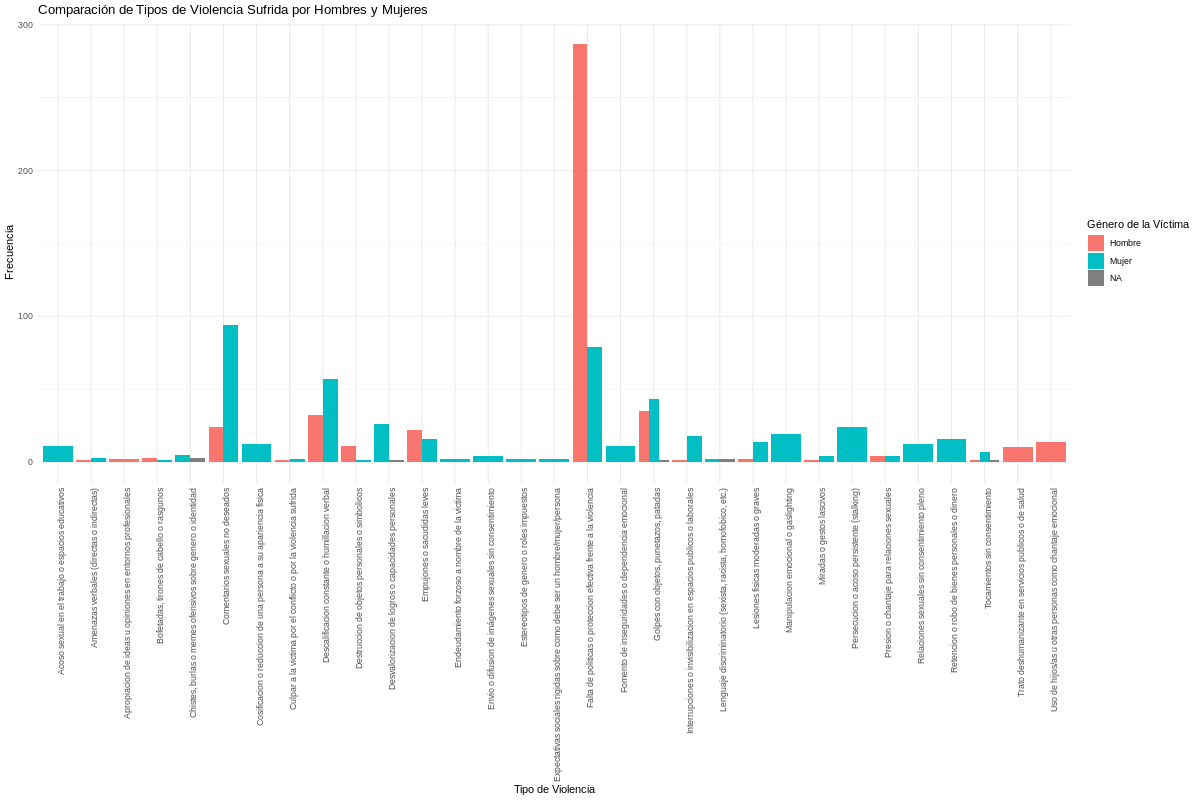 Comparación de Tipos de Violencia Sufrida por Hombres y Mujeres
Frecuencia
300
200
100
0
Género de la Víctima
Hombre
Mujer
NA
Acoso sexual en el trabajo o espacios educativos
Amenazas verbales (directas o indirectas)
Apropiacion de ideas u opiniones en entornos profesionales
Bofetadas, tirones de cabello o rasgunos
Chistes, burlas o memes ofensivos sobre genero o identidad
Comentarios sexuales no deseados
Cosificacion o reduccion de una persona a su apariencia fisica
Culpar a la victima por el conflicto o por la violencia sufrida
Descalificacion constante o humillacion verbal
Destruccion de objetos personales o simbolicos
Desvalorizacion de logros o capacidades personales
Empujones o sacudidas leves
Endeudamiento forzoso a nombre de la victima
Envio o difusion de imágenes sexuales sin consentimiento
Estereotipos de genero o roles impuestos
Expectativas sociales rigidas sobre como debe ser un hombre/mujer/persona
Falta de politicas o proteccion efectiva frente a la violencia
Fomento de inseguridades o dependencia emocional
Golpes con objetos, punetazos, patadas
Interrupciones o invisibilizacion en espacios publicos o laborales
Lenguaje discriminatorio (sexista, racista, homofobico, etc.)
Lesiones fisicas moderadas o graves
Manipulacion emocional o gaslighting
Miradas o gestos lascivos
Persecucion o acoso persistente (stalking)
Presion o chantaje para relaciones sexuales
Relaciones sexuales sin consentimiento pleno
Retencion o robo de bienes personales o dinero
Tocamientos sin consentimiento
Trato deshumanizante en servicios publicos o de salud
Uso de hijos/as u otras personas como chantaje emocional
Tipo de Violencia